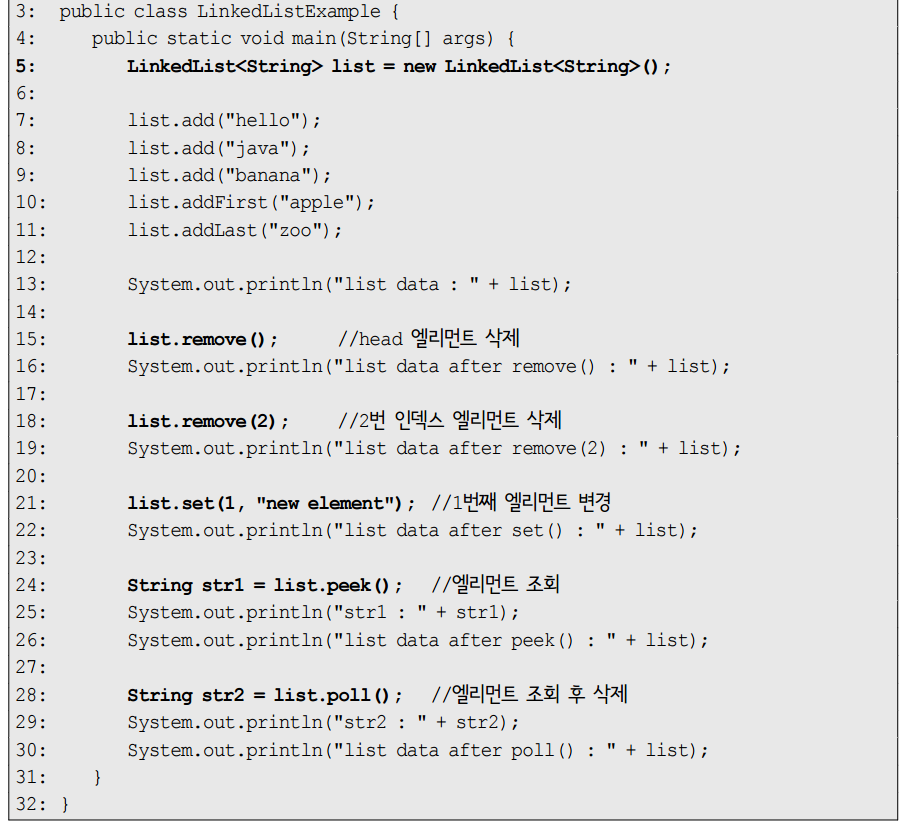 3: public class LinkedListExample {
4: public static void main(String[] args) {
5: LinkedList<String> list = new LinkedList<String>();
6:
7: list.add("hello");
8: list.add("java");
9: list.add("banana");
10: list.addFirst("apple");
11: list.addLast("zoo");
12:
13: System.out.println("list data : " + list);
14:
15: list.remove(); //head 엘리먼트 삭제
16: System.out.println("list data after remove() : " + list);
17:
18: list.remove(2); //2번 인덱스 엘리먼트 삭제
19: System.out.println("list data after remove(2) : " + list);
20:
21: list.set(1, "new element"); //1번째 엘리먼트 변경
22: System.out.println("list data after set() : " + list);
23:
24: String str1 = list.peek(); //엘리먼트 조회
25: System.out.println("str1 : " + str1);
26: System.out.println("list data after peek() : " + list);
27:
28: String str2 = list.poll(); //엘리먼트 조회 후 삭제
29: System.out.println("str2 : " + str2);
30: System.out.println("list data after poll() : " + list);
31: }
32: }